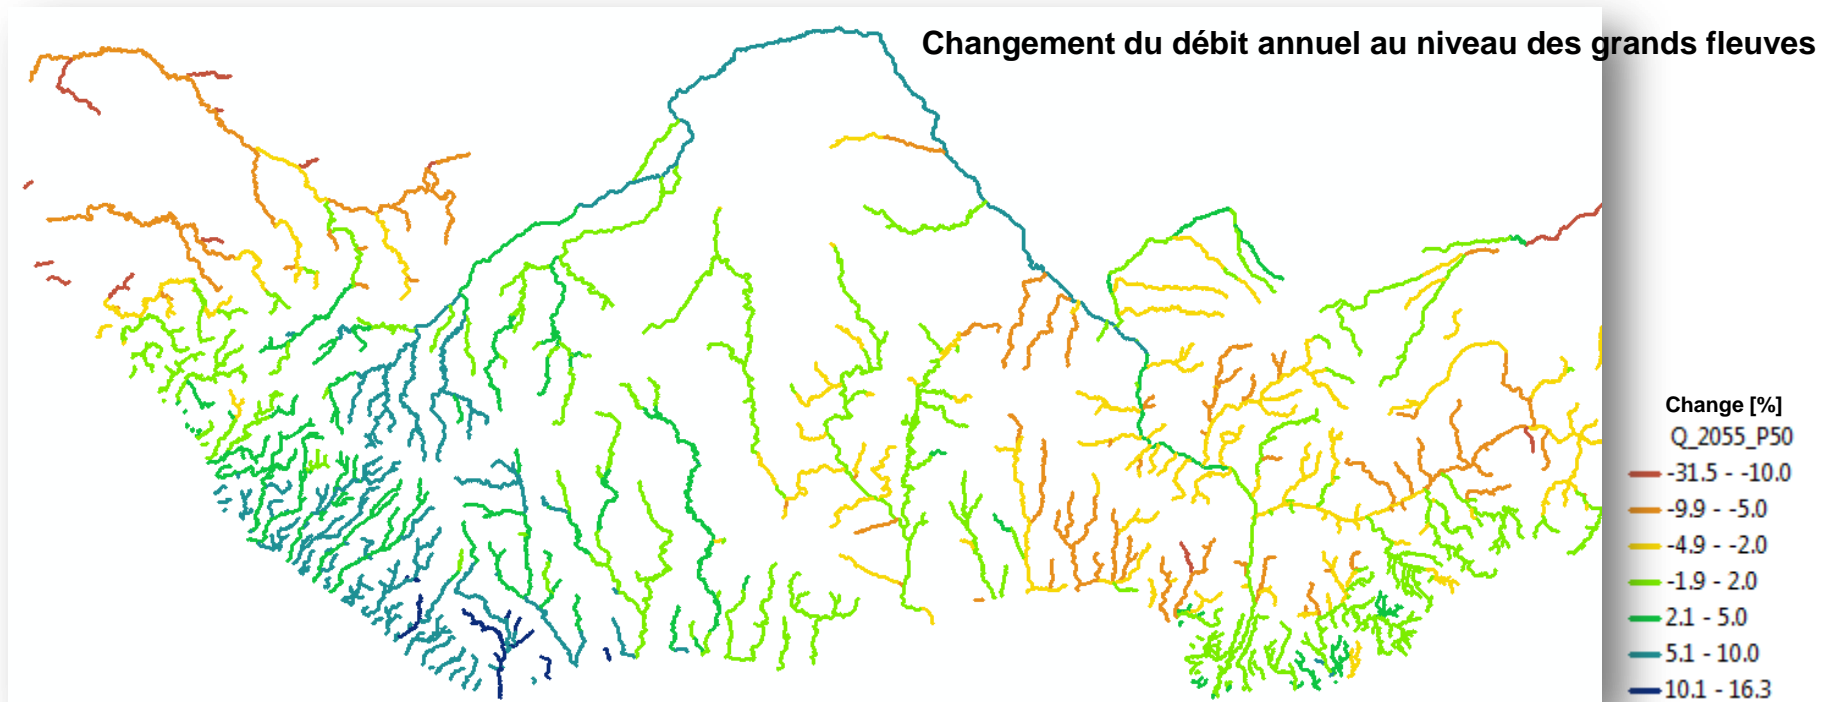 Changement du débit annuel au niveau des grands fleuves
Change [%]
Q_2055_P50
-31.5 - -10.0
-9.9 - -5.0
-4.9 - -2.0
-1.9 - 2.0
2.1 - 5.0
5.1 - 10.0
10.1 - 16.3